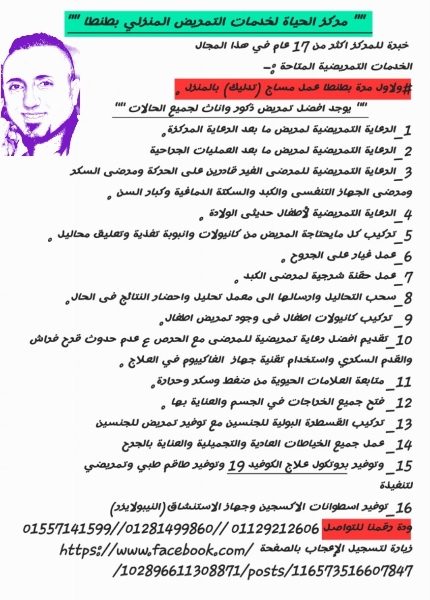 "" مركز الحياة لخدمات التمريض المنزلي بطنطا ""
خبرة للمركز اكثر من 17 عام في هذا المجال
الخدمات التمريضية المتاحة :–
#ولاول مرة بطنطا عمل مساج (تدليك) بالمنزل .
"" يوجد افضل تمريض ذكور واناث لجميع الحالات ""
1_ الرعاية التمريضية لمريض ما بعد الرعاية المركزة.
2_ الرعاية التمريضية لمريض ما بعد العمليات الجراحية
3_ الرعاية التمريضية للمرضى الغير قادرين على الحركة ومرضى السكر
ومرضى الجهاز التنفسى والكبد والسكتة الدماغية وكبار السن .
4_ الرعاية التمريضية لأطفال حديثى الولادة .
5_ تركيب كل مايحتاجة المريض من كانيولات وانبوبة تغذية وتعليق محاليل .
6_ عمل غيار على الجروح .
7_ عمل حقنة شرجية لمرضى الكبد .
8_ سحب التحاليل وارسالها الى معمل تحليل واحضار النتائج فى الحال.
9_ تركيب كانيولات اطفال فى وجود تمريض اطفال.
10_ تقديم افضل رعاية تمريضية للمرضى مع الحرص ع عدم حدوث قرح فراش
والقدم السكري واستخدام تقنية جهاز الفاكيوم في العلاج .
11_ متابعة العلامات الحيوية من ضغط وسكر وحرارة.
12_ فتح جميع الخراجات في الجسم والعناية بها .
13_ تركيب القسطرة البولية للجنسين مع توفير تمريض للجنسين
14_ عمل جميع الخياطات العادية والتجميلية والعناية بالجرح
15_ وتوفير بروتكول علاج الكوفيد 19 وتوفير طاقم طبي وتمريضي
لتنفيذة
16_ توفير اسطوانات الاكسجين وجهاز الاستنشاق(النيبولايزر)
ودة رقمنا للتواصل 01129212606 //01281499860//01557141599
زيارة لتسجيل الإعجاب بالصفحة https://www.facebook.com/
102896611308871/posts/116573516607847/